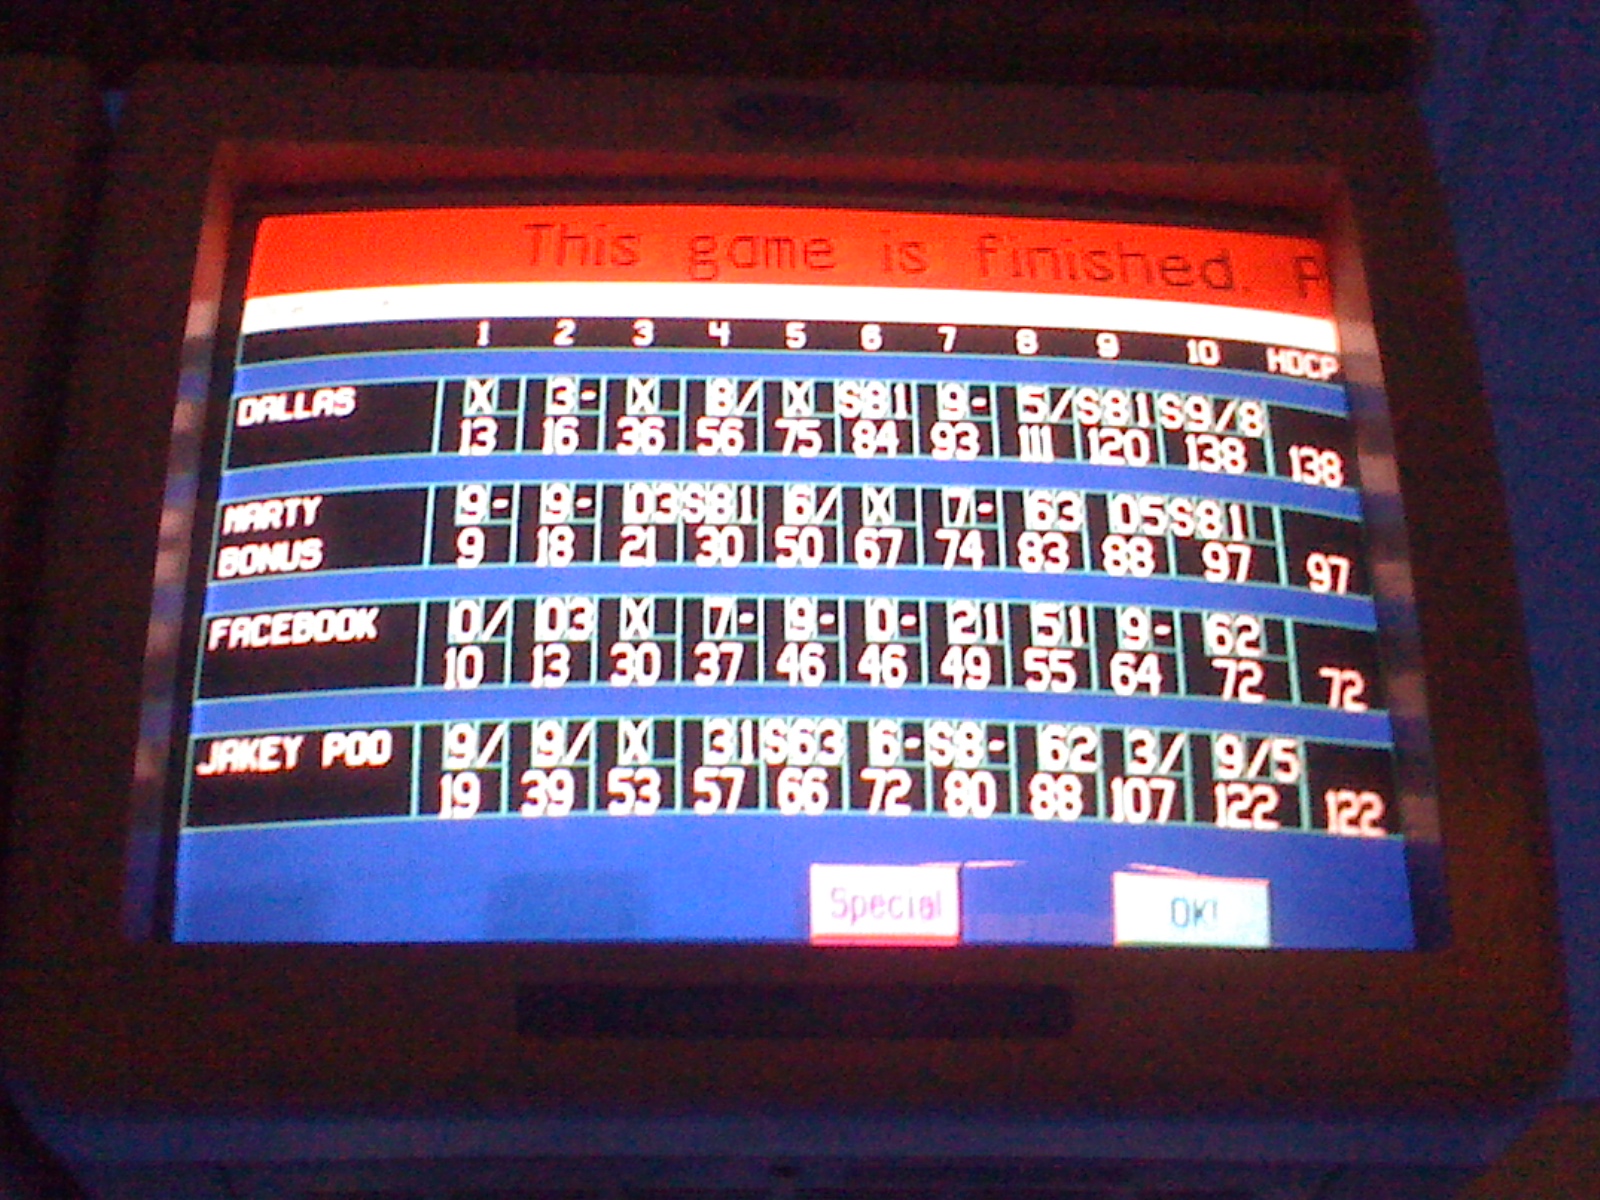 This game is finished. P
1 2 3 4 5 6 7 8 9 10 HDCP
DALLAS X 3- X 8/ X S81 9- 5/ S81 S9/8
13 16 36 56 75 84 93 111 120 138 138
MARTY 9- 9- 03 S81 6/ X 7- 63 05 S81
BONUS 9 18 21 30 50 67 74 83 88 97 97
FACEBOOK 0/ 03 X 7- 9- 0- 21 51 9- 62
10 13 30 37 46 46 49 55 64 72 72
JAKEY POO 9/ 9/ X 31 S63 6- S8- 62 3/ 9/5
19 39 53 57 66 72 80 88 107 122 122
Special OK!